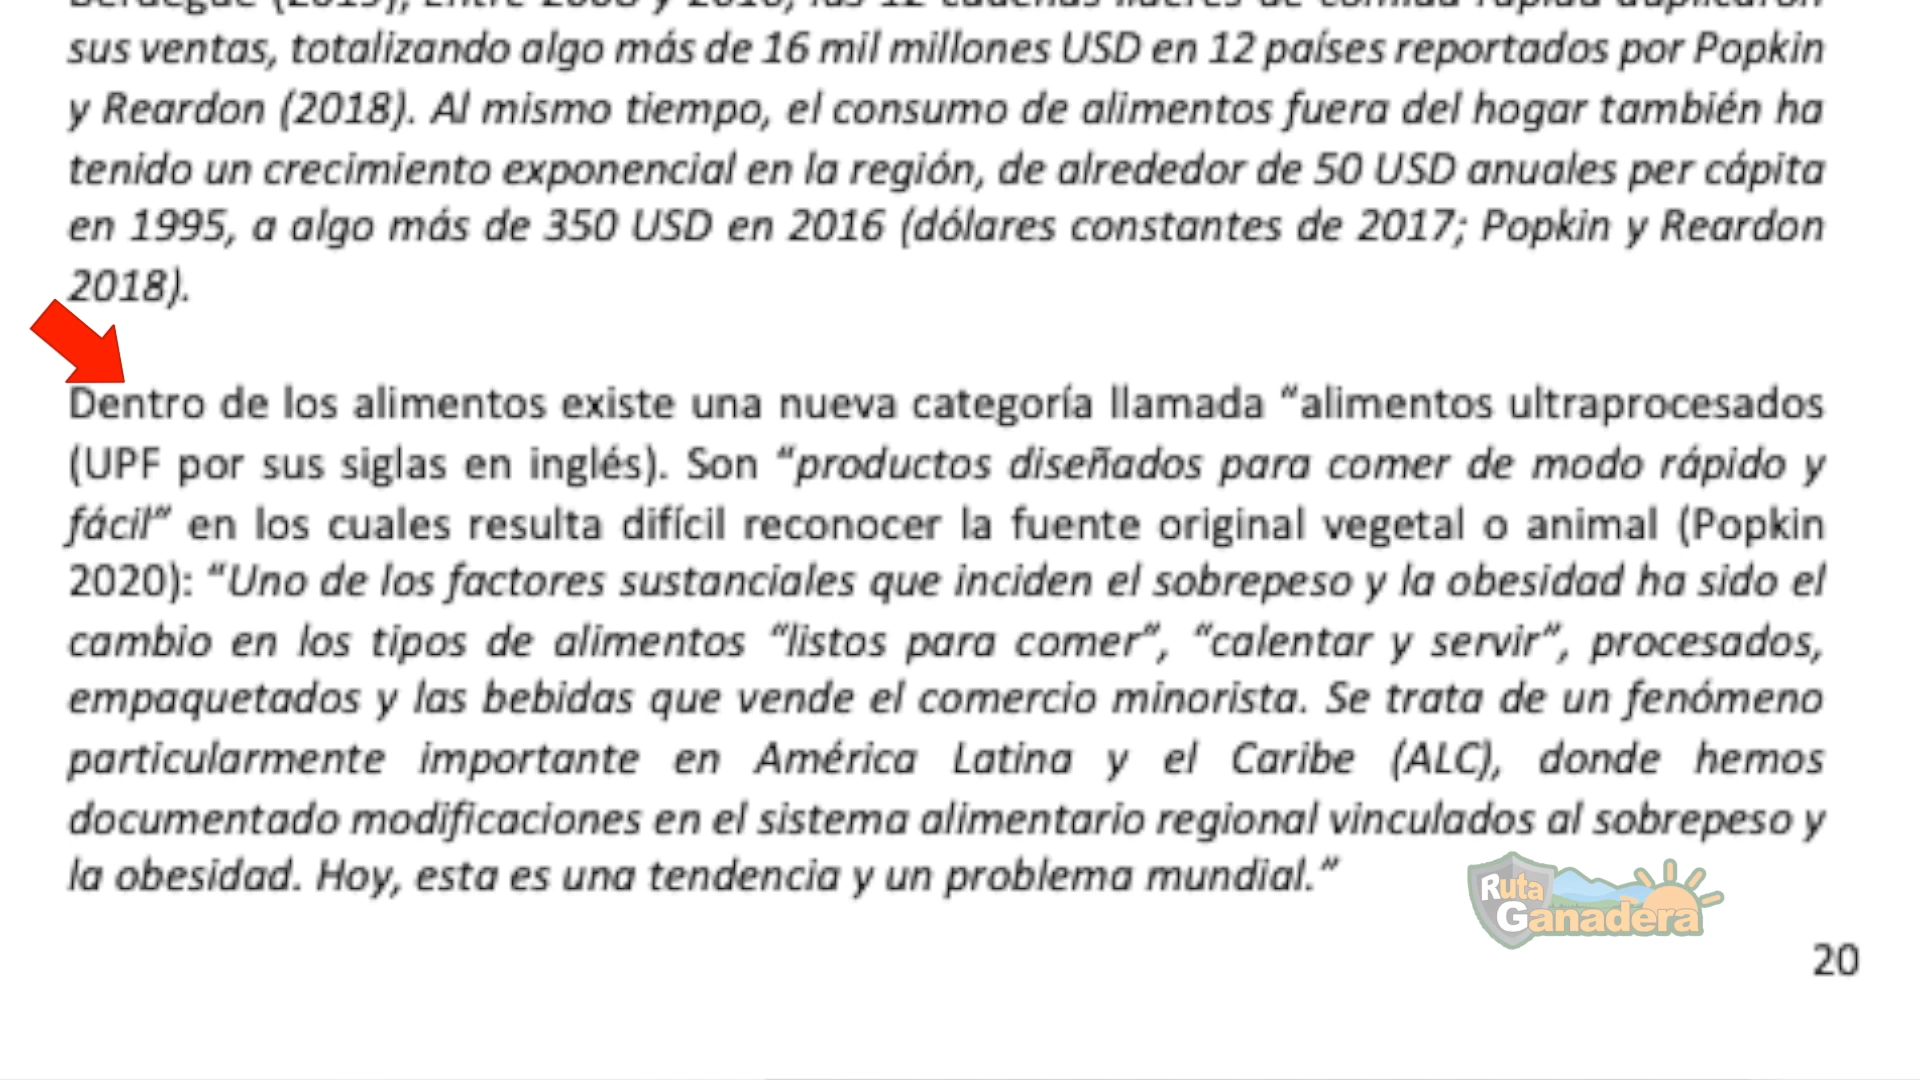 sus ventas, totalizando algo más de 16 mil millones USD en 12 países reportados por Popkin
y Reardon (2018). Al mismo tiempo, el consumo de alimentos fuera del hogar también ha
tenido un crecimiento exponencial en la región, de alrededor de 50 USD anuales per cápita
en 1995, a algo más de 350 USD en 2016 (dólares constantes de 2017; Popkin y Reardon
2018).
Dentro de los alimentos existe una nueva categoría llamada “alimentos ultraprocesados
(UPF por sus siglas en inglés). Son “productos diseñados para comer de modo rápido y
fácil” en los cuales resulta difícil reconocer la fuente original vegetal o animal (Popkin
2020): “Uno de los factores sustanciales que inciden el sobrepeso y la obesidad ha sido el
cambio en los tipos de alimentos “listos para comer”, “calentar y servir”, procesados,
empaquetados y las bebidas que vende el comercio minorista. Se trata de un fenómeno
particularmente importante en América Latina y el Caribe (ALC), donde hemos
documentado modificaciones en el sistema alimentario regional vinculados al sobrepeso y
la obesidad. Hoy, esta es una tendencia y un problema mundial.”
Ruta
Ganadera
20